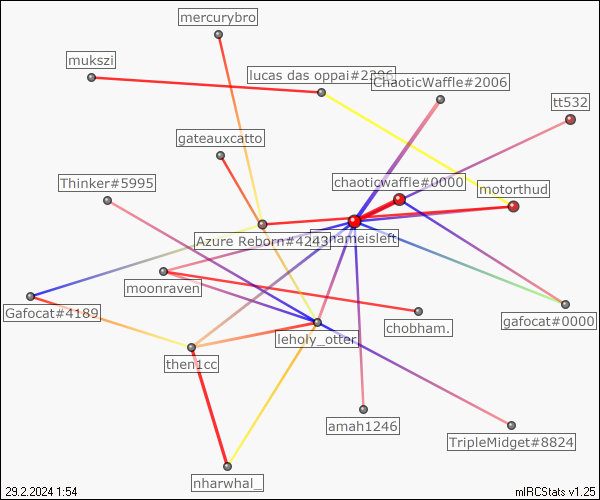 mercurybro
mukszi
lucas das oppai#2396
ChaoticWaffle#2006
tt532
gateauxcatto
Thinker#5995
chaoticwaffle#0000
motorthud
Azure Reborn#4243
nameisleft
moonraven
Gafocat#4189
chobham.
gafocat#0000
leholy_otter
then1cc
amah1246
TripleMidget#8824
nharwhal_
29.2.2024 1:54
mIRCStats v1.25